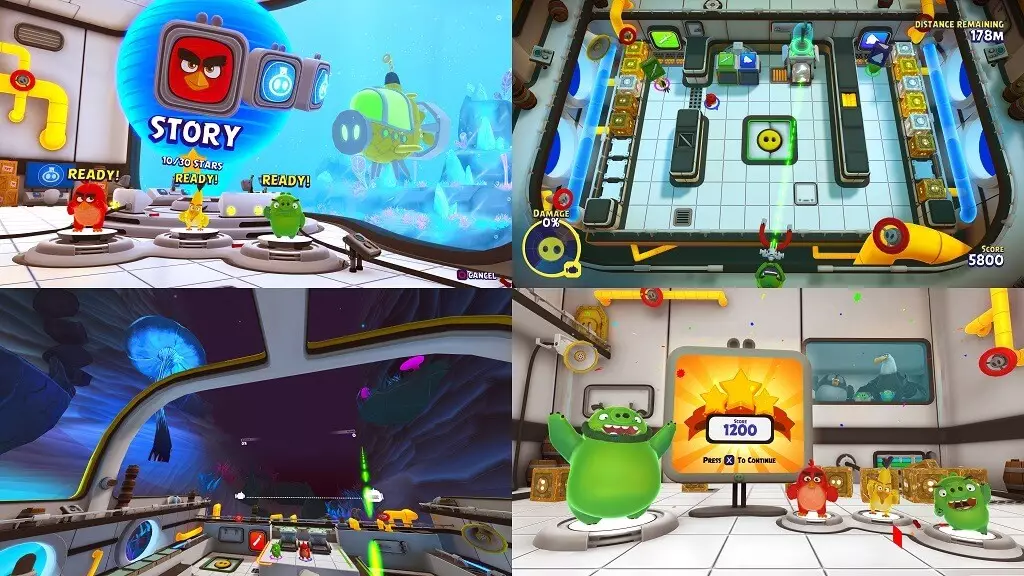 STORY
10/30 STARS
READY!
READY!
READY!
CANCEL
DISTANCE REMAINING
178M
DAMAGE
0%
SCORE
5800
SCORE
1200
PRESS X TO CONTINUE